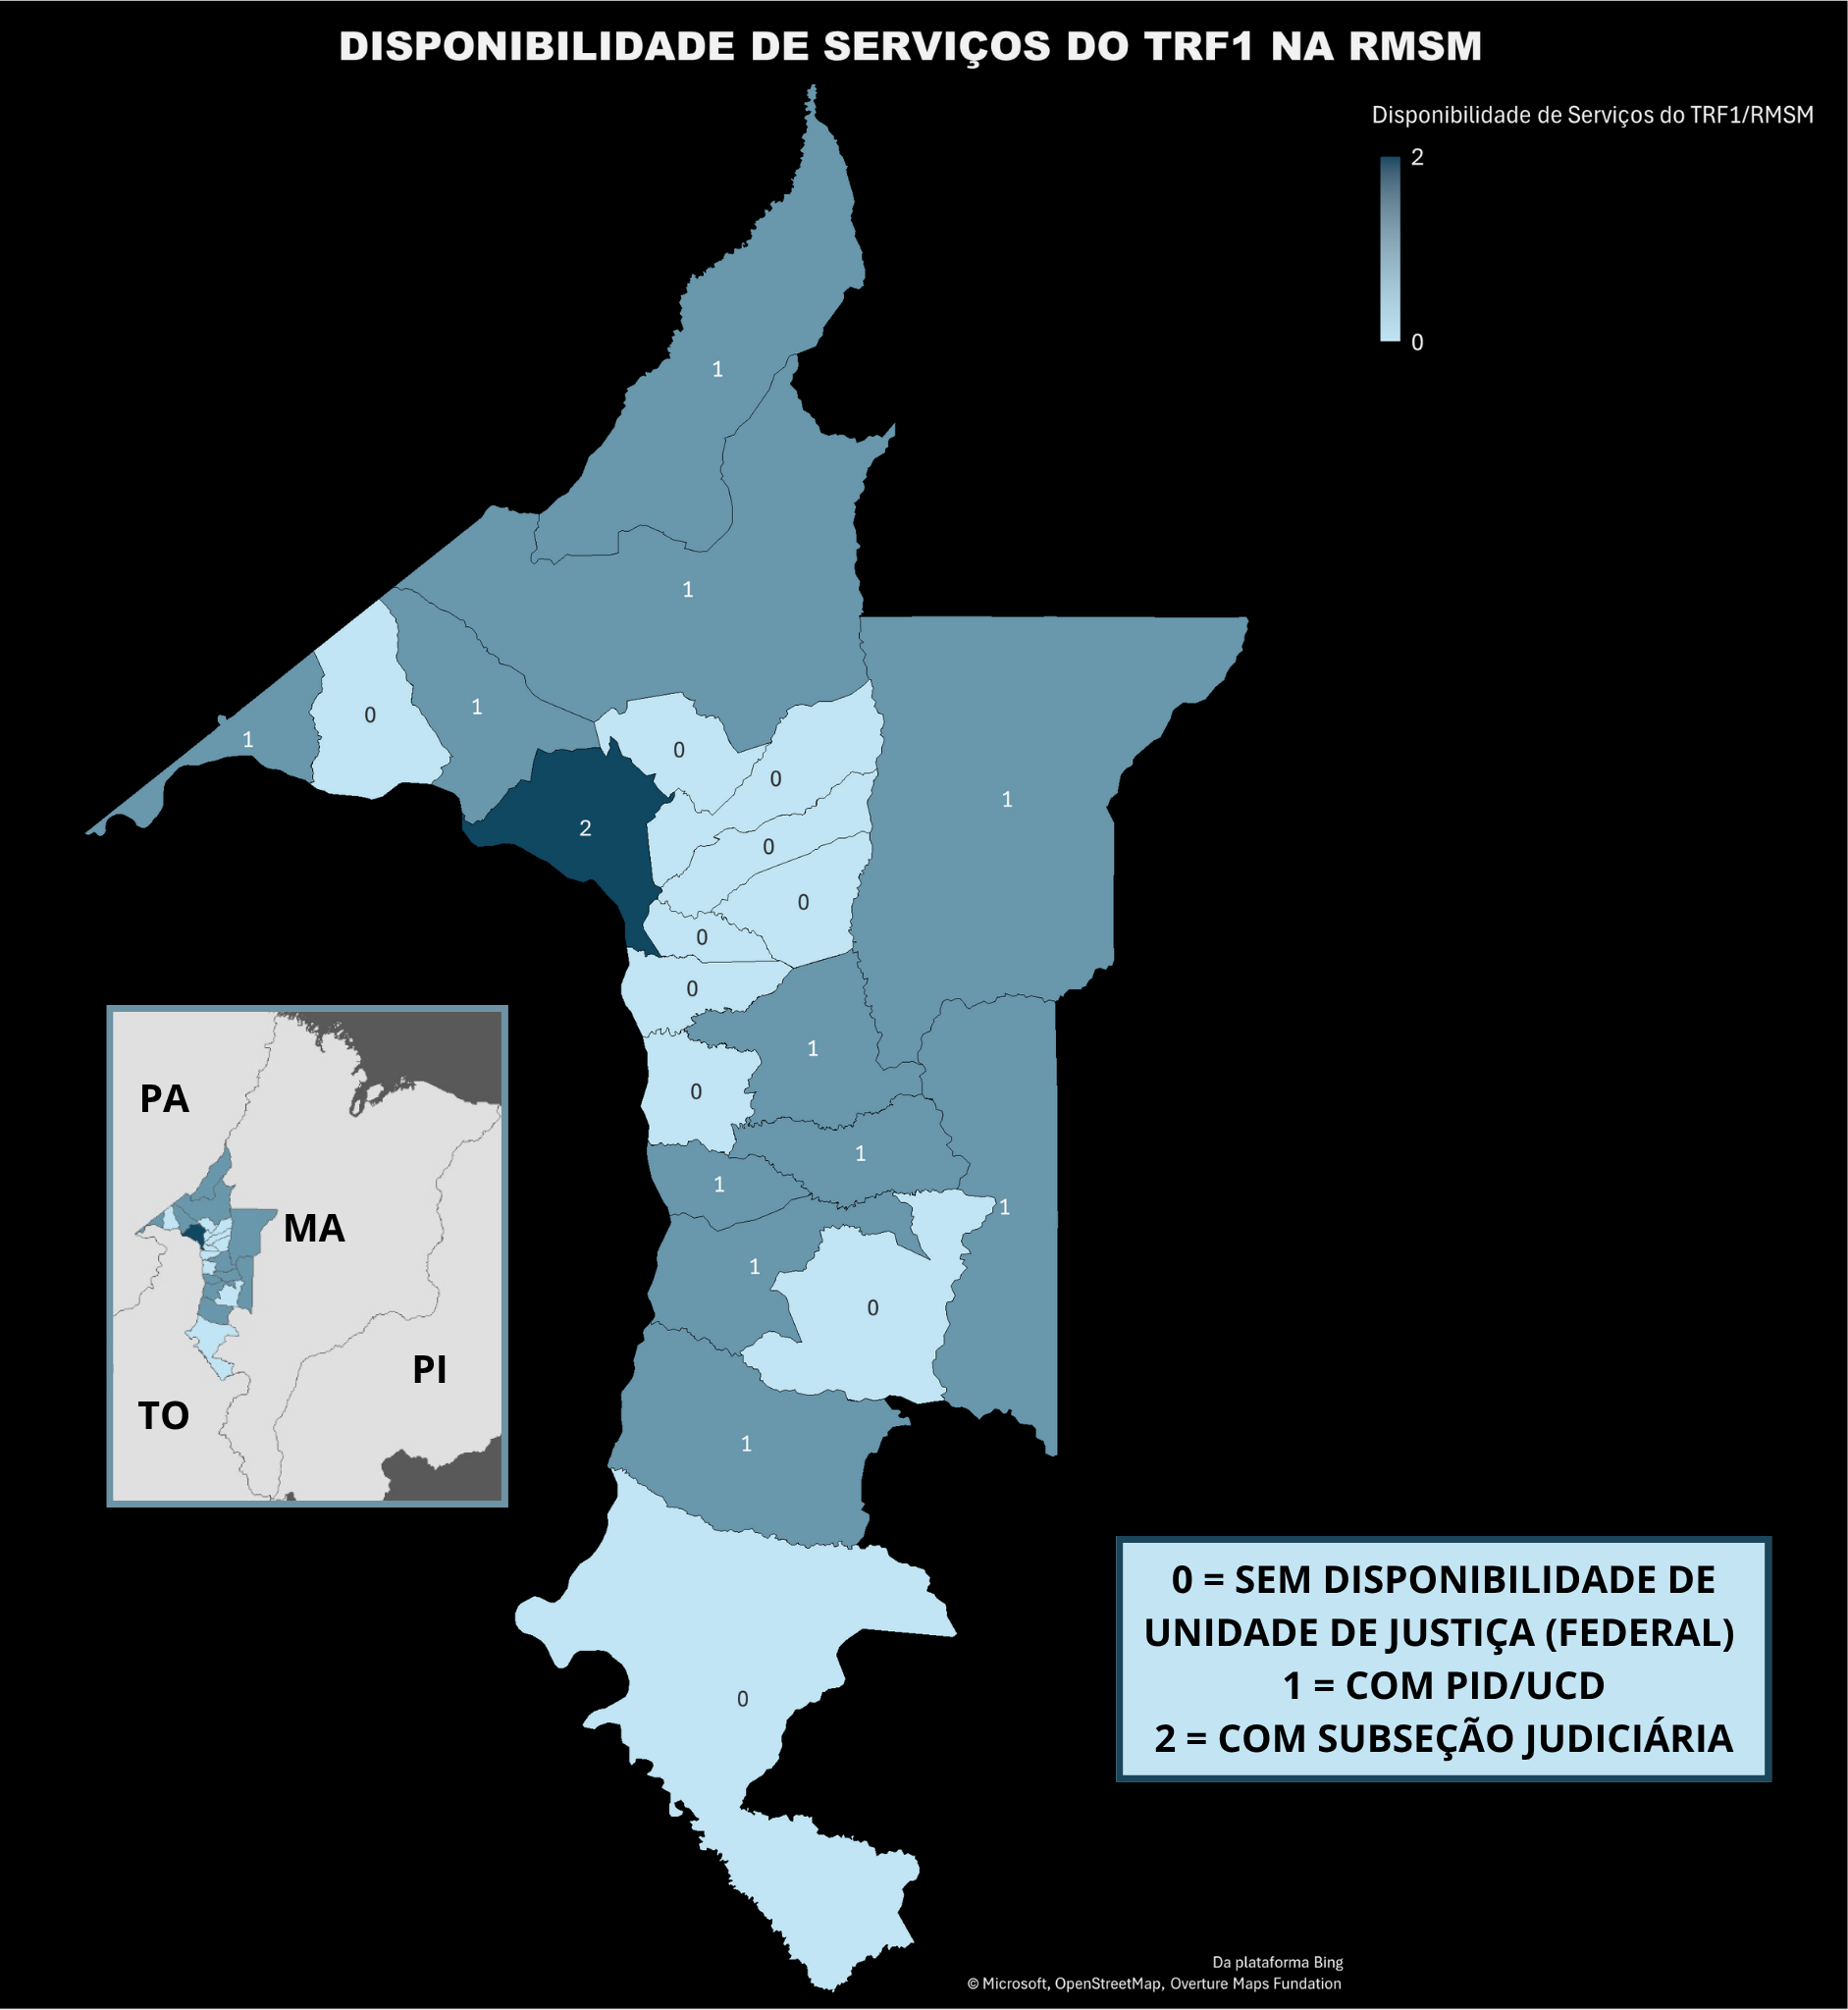 DISPONIBILIDADE DE SERVIÇOS DO TRF1 NA RMSM
Disponibilidade de Serviços do TRF1/RMSM
2
0
1
1
0
1
1
0
0
1
2
0
0
0
0
1
0
1
1
1
1
0
1
0
PA
MA
PI
TO
0 = SEM DISPONIBILIDADE DE
UNIDADE DE JUSTIÇA (FEDERAL)
1 = COM PID/UCD
2 = COM SUBSEÇÃO JUDICIÁRIA
Da plataforma Bing
© Microsoft, OpenStreetMap, Overture Maps Fundation